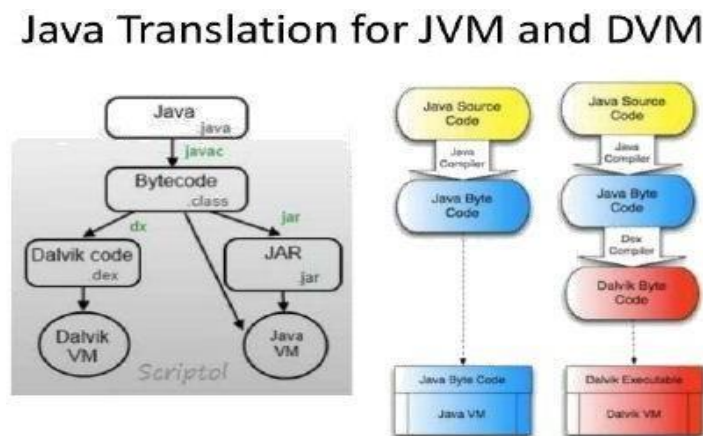 Java Translation for JVM and DVM
Java
.java
javac
Bytecode
.class
dx
jar
Dalvik code
.dex
JAR
.jar
Dalvik
VM
Java
VM
Scriptol
Java Source
Code
Java
Compiler
Java Byte
Code
Java Byte Code
Java VM
Java Source
Code
Java
Compiler
Java Byte
Code
Dex
Compiler
Dalvik Byte
Code
Dalvik Executable
Dalvik VM